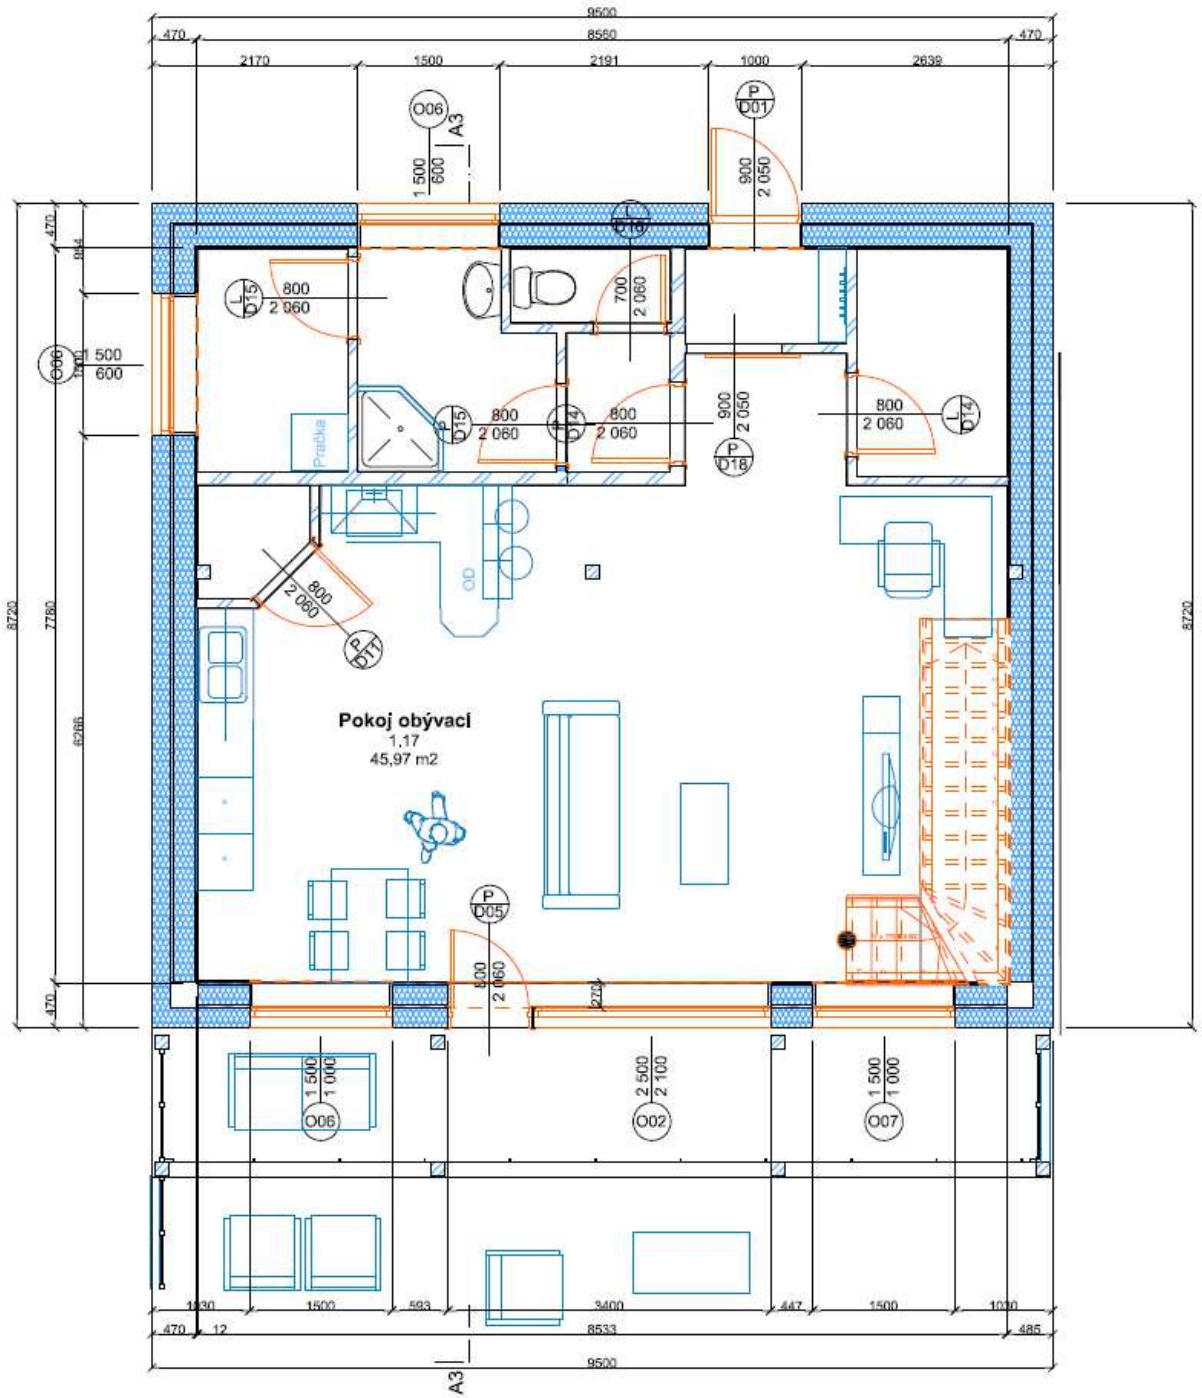 9500
470
8560
470
2170
1500
2191
1000
2639
O06
A3
P
D01
1 500
600
900
2 050
470
954
L
D16
L
D15
800
2 060
700
2 060
O06
1 500
600
1500
P
D15
800
2 060
P
D14
800
2 060
900
2 050
800
2 060
L
D14
P
D18
Pračka
OD
800
2 060
P
D11
8720
7780
8720
6266
Pokoj obývací
1.17
45,97 m2
P
D05
800
2 060
470
270
1 500
1 000
2 500
2 100
1 500
1 000
O06
O02
O07
1030
1500
593
3400
447
1500
1030
470
12
8533
485
9500
A3